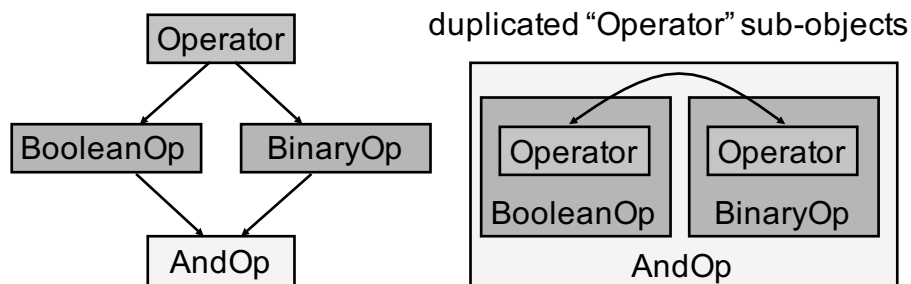 Operator
BooleanOp
BinaryOp
AndOp
duplicated “Operator” sub-objects
Operator
Operator
BooleanOp
BinaryOp
AndOp